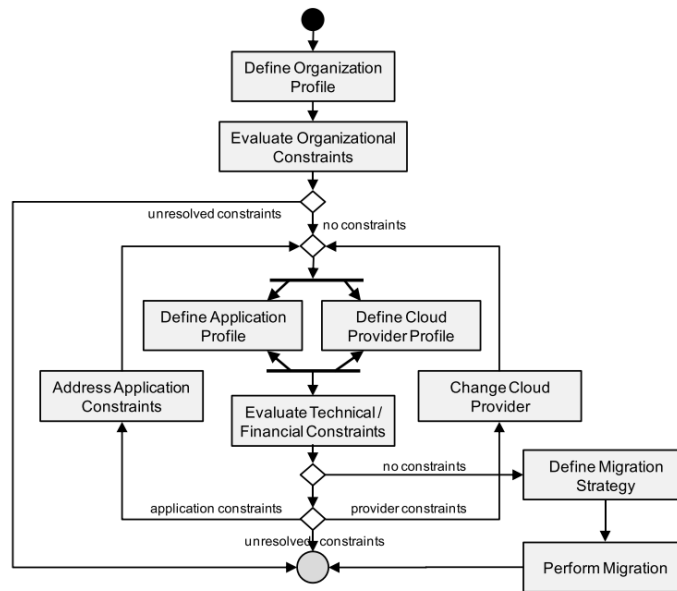 Define Organization
Profile
Evaluate Organizational
Constraints
unresolved constraints
no constraints
Define Application
Profile
Define Cloud
Provider Profile
Address Application
Constraints
Change Cloud
Provider
Evaluate Technical /
Financial Constraints
no constraints
Define Migration
Strategy
application constraints
provider constraints
unresolved constraints
Perform Migration